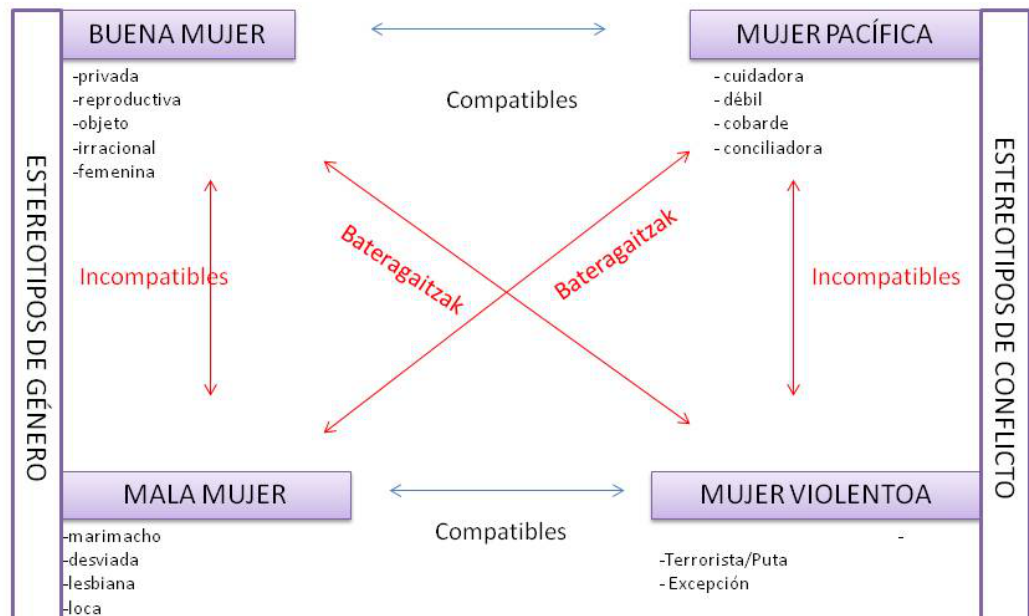 ESTEREOTIPOS DE GÉNERO
BUENA MUJER
-privada
-reproductiva
-objeto
-irracional
-femenina
Compatibles
MUJER PACÍFICA
- cuidadora
- débil
- cobarde
- conciliadora
Incompatibles
Bateragaitzak
Bateragaitzak
Incompatibles
MALA MUJER
-marimacho
-desviada
-lesbiana
-loca
Compatibles
MUJER VIOLENTOA
-
-Terrorista/Puta
- Excepción
ESTEREOTIPOS DE CONFLICTO